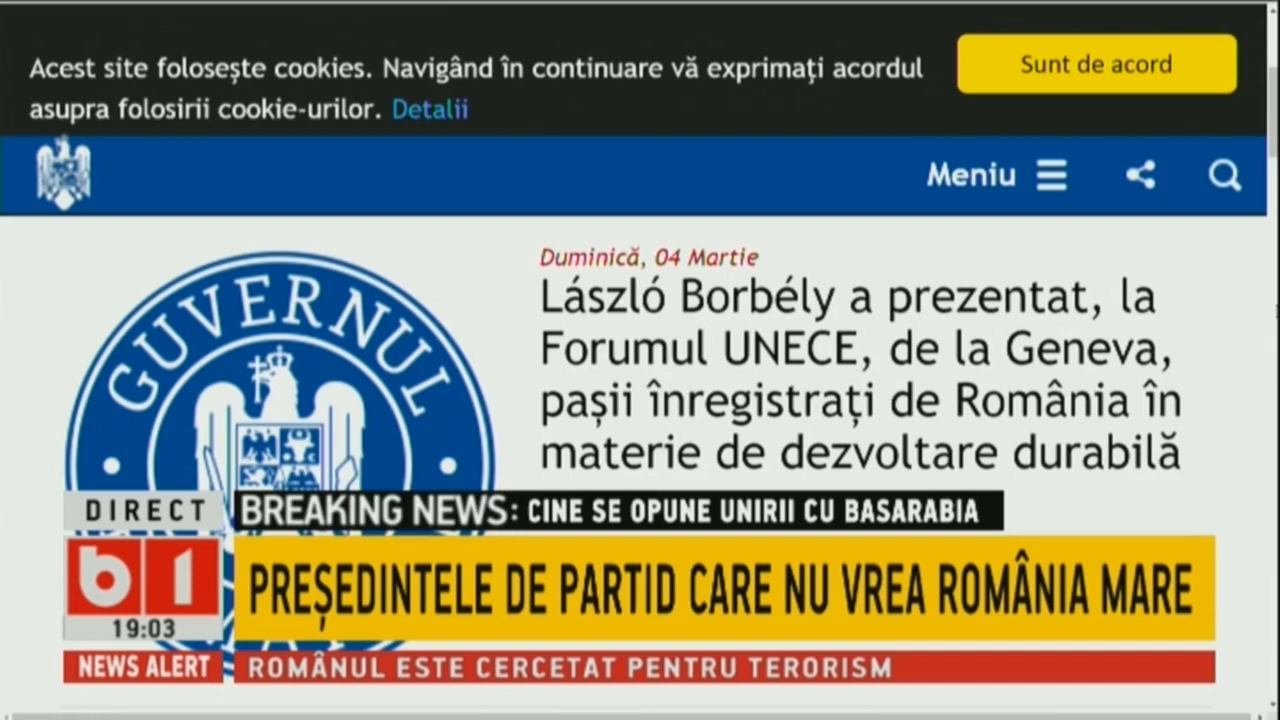 Acest site folosește cookies. Navigând în continuare vă exprimați acordul
asupra folosirii cookie-urilor. Detalii
Sunt de acord
Meniu
Duminică, 04 Martie
László Borbély a prezentat, la
Forumul UNECE, de la Geneva,
pașii înregistrați de România în
materie de dezvoltare durabilă
GUVERNUL
DIRECT
BREAKING NEWS: CINE SE OPUNE UNIRII CU BASARABIA
b1
PREȘEDINTELE DE PARTID CARE NU VREA ROMÂNIA MARE
19:03
NEWS ALERT
ROMÂNUL ESTE CERCETAT PENTRU TERORISM